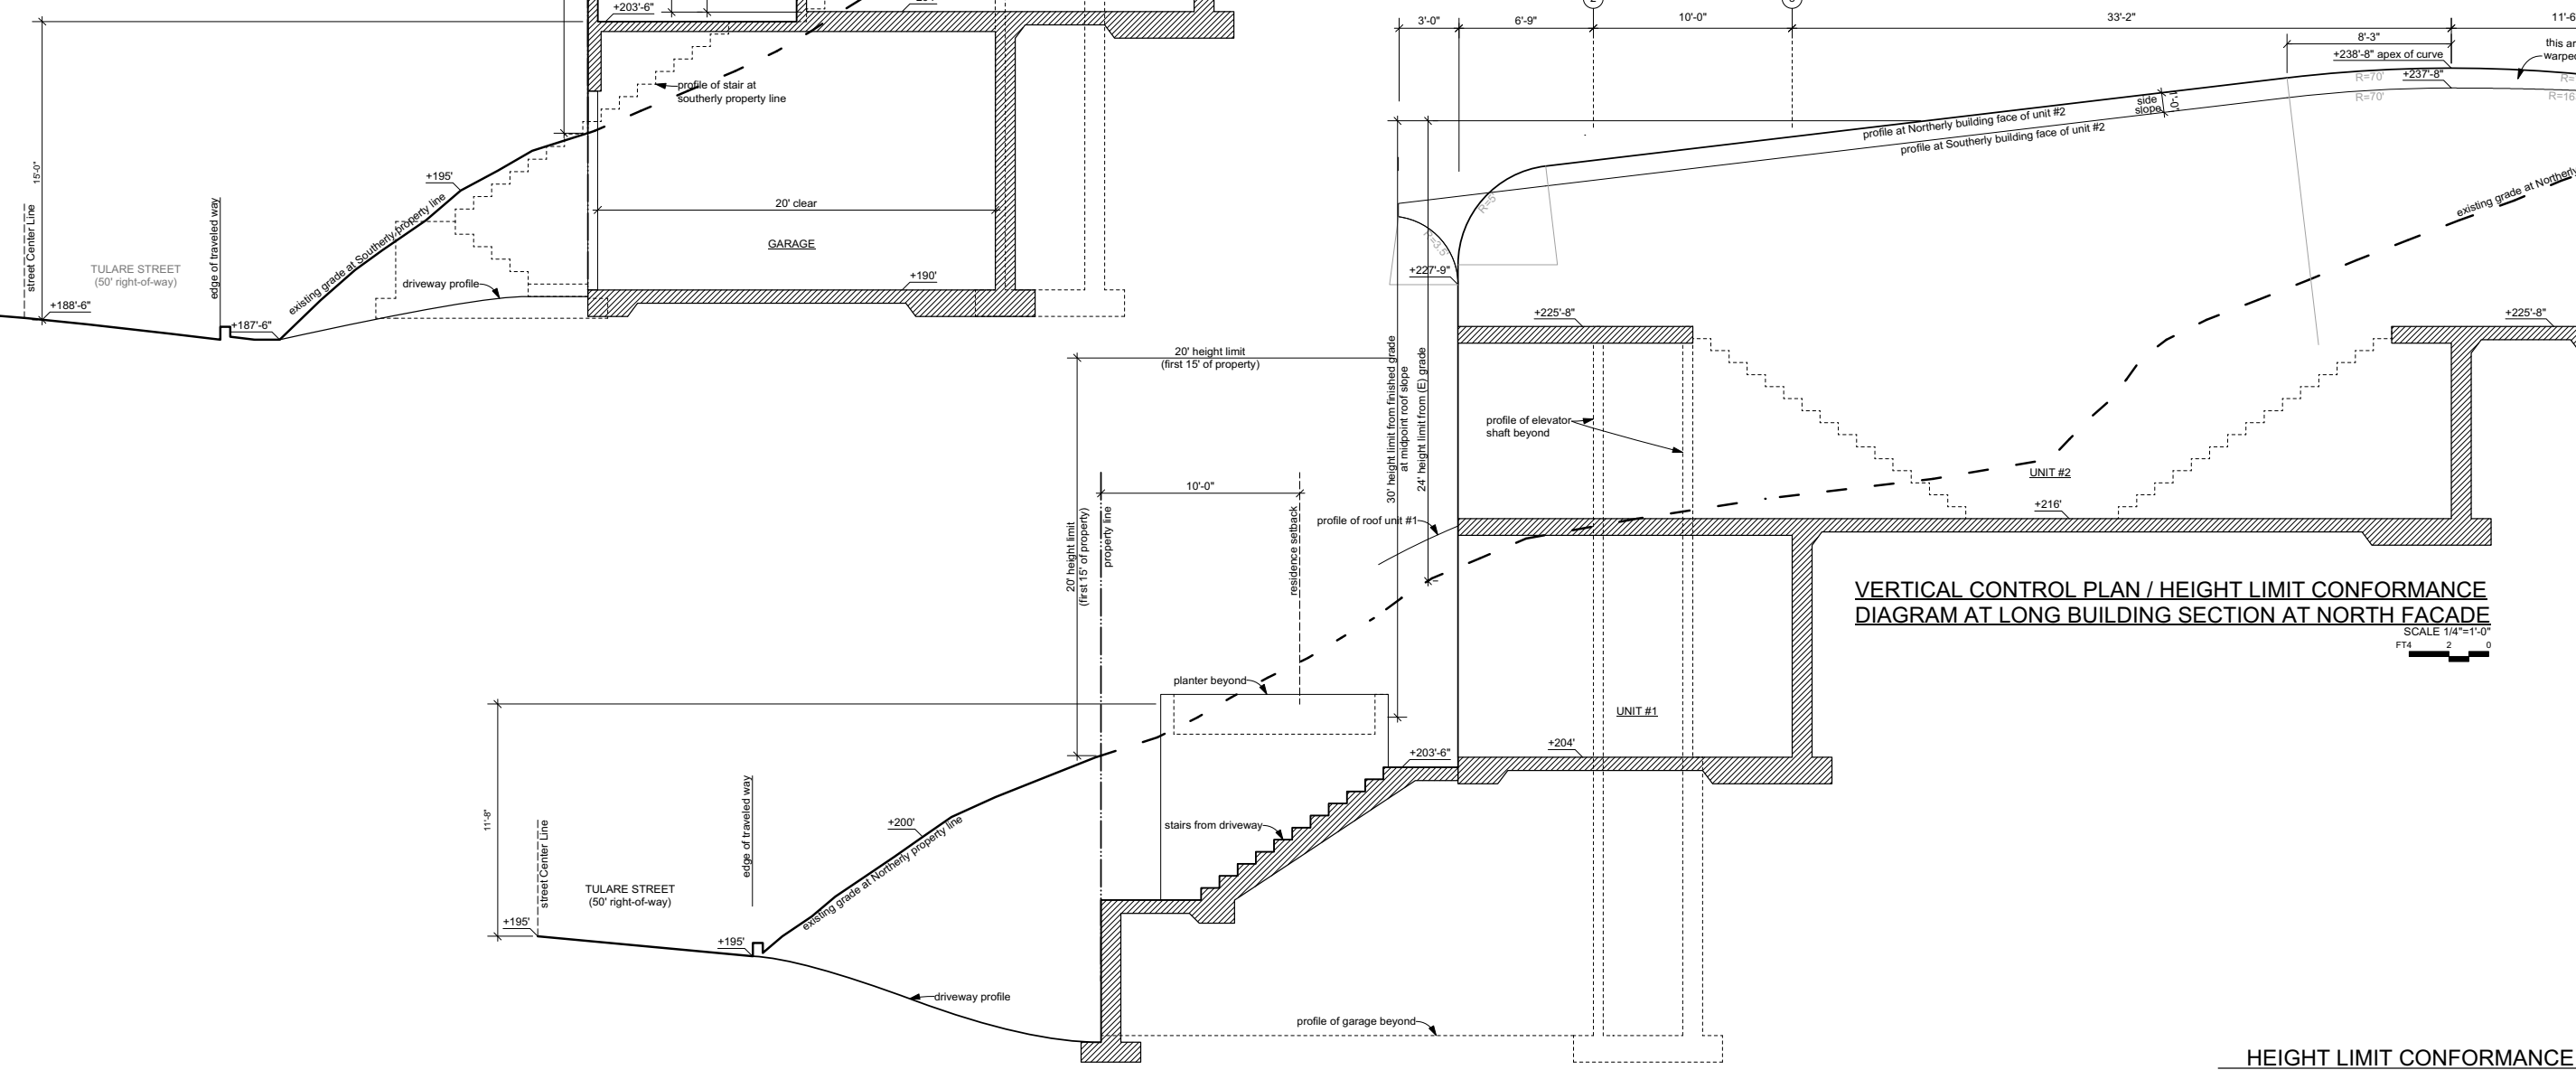 +203'-6"
15'-0"
profile of stair at
southerly property line
+195'
street Center Line
edge of traveled way
existing grade at Southerly property line
TULARE STREET
(50' right-of-way)
+188'-6"
+187'-6"
driveway profile
20' clear
GARAGE
+190'
3'-0"
6'-9"
10'-0"
33'-2"
8'-3"
+238'-8" apex of curve
R=70'
+237'-8"
R=70'
side
slope
1'-0"
profile at Northerly building face of unit #2
profile at Southerly building face of unit #2
existing grade at Northerly
R=5'
R=3.5'
+227'-9"
+225'-8"
+225'-8"
20' height limit
(first 15' of property)
30' height limit from finished grade
at midpoint roof slope
24' height limit from (E) grade
profile of elevator
shaft beyond
UNIT #2
+216'
10'-0"
20' height limit
(first 15' of property)
property line
residence setback
profile of roof unit #1
VERTICAL CONTROL PLAN / HEIGHT LIMIT CONFORMANCE
DIAGRAM AT LONG BUILDING SECTION AT NORTH FACADE
SCALE 1/4"=1'-0"
FT4 2 0
planter beyond
UNIT #1
+204'
+203'-6"
11'-8"
street Center Line
edge of traveled way
+200'
existing grade at Northerly property line
stairs from driveway
TULARE STREET
(50' right-of-way)
+195'
+195'
driveway profile
profile of garage beyond
HEIGHT LIMIT CONFORMANCE